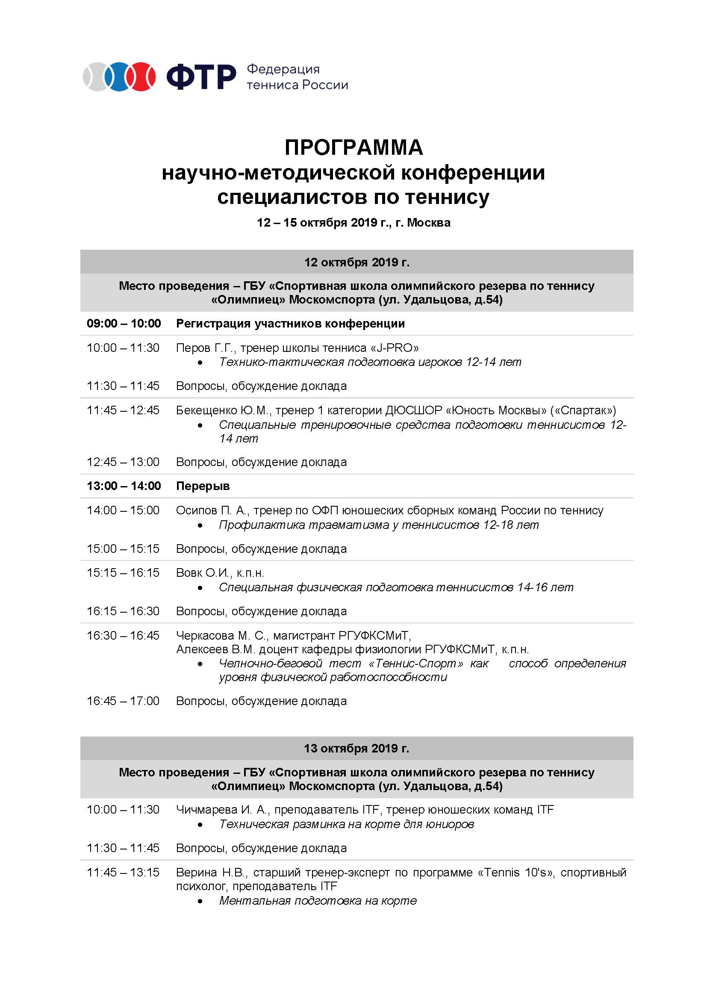 ФТР
Федерация
тенниса России
ПРОГРАММА
научно-методической конференции
специалистов по теннису
12 – 15 октября 2019 г., г. Москва
12 октября 2019 г.
Место проведения – ГБУ «Спортивная школа олимпийского резерва по теннису
«Олимпиец» Москомспорта (ул. Удальцова, д.54)
09:00 – 10:00 Регистрация участников конференции
10:00 – 11:30 Перов Г.Г., тренер школы тенниса «J-PRO»
• Технико-тактическая подготовка игроков 12-14 лет
11:30 – 11:45 Вопросы, обсуждение доклада
11:45 – 12:45 Бекещенко Ю.М., тренер 1 категории ДЮСШОР «Юность Москвы» («Спартак»)
• Специальные тренировочные средства подготовки теннисистов 12-
14 лет
12:45 – 13:00 Вопросы, обсуждение доклада
13:00 – 14:00 Перерыв
14:00 – 15:00 Осипов П. А., тренер по ОФП юношеских сборных команд России по теннису
• Профилактика травматизма у теннисистов 12-18 лет
15:00 – 15:15 Вопросы, обсуждение доклада
15:15 – 16:15 Вовк О.И., к.п.н.
• Специальная физическая подготовка теннисистов 14-16 лет
16:15 – 16:30 Вопросы, обсуждение доклада
16:30 – 16:45 Черкасова М. С., магистрант РГУФКСМиТ,
Алексеев В.М. доцент кафедры физиологии РГУФКСМиТ, к.п.н.
• Челночно-беговой тест «Теннис-Спорт» как способ определения
уровня физической работоспособности
16:45 – 17:00 Вопросы, обсуждение доклада
13 октября 2019 г.
Место проведения – ГБУ «Спортивная школа олимпийского резерва по теннису
«Олимпиец» Москомспорта (ул. Удальцова, д.54)
10:00 – 11:30 Чичмарева И. А., преподаватель ITF, тренер юношеских команд ITF
• Техническая разминка на корте для юниоров
11:30 – 11:45 Вопросы, обсуждение доклада
11:45 – 13:15 Верина Н.В., старший тренер-эксперт по программе «Tennis 10's», спортивный
психолог, преподаватель ITF
• Ментальная подготовка на корте